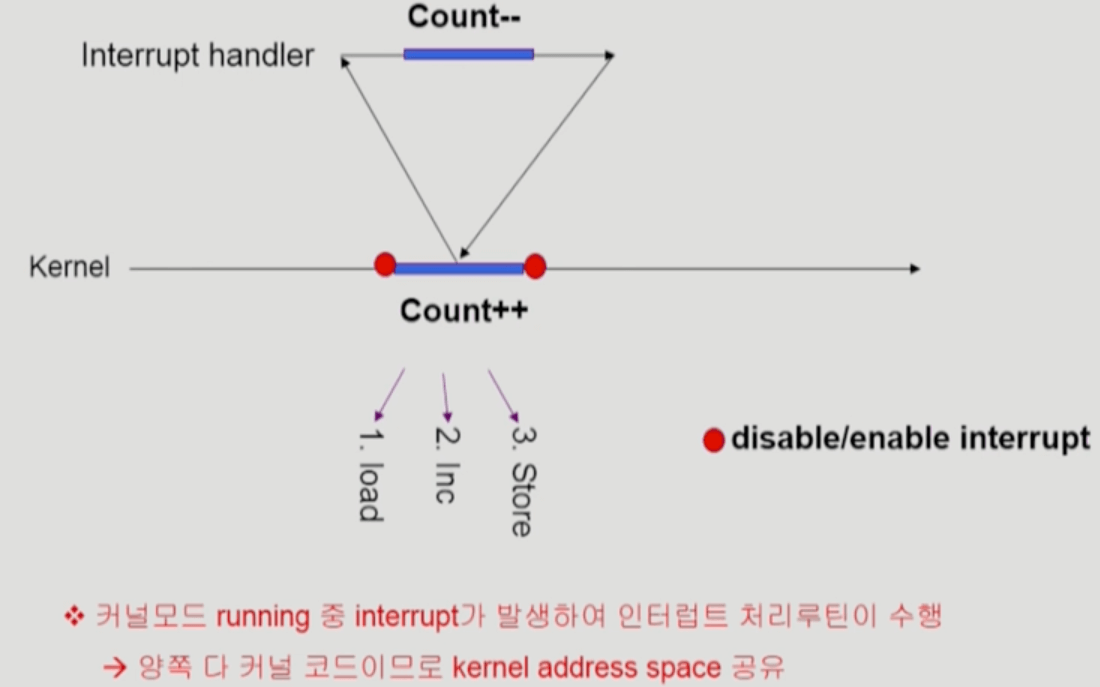 Count--
Interrupt handler
Kernel
Count++
1. load
2. Inc
3. Store
disable/enable interrupt
❖ 커널모드 running 중 interrupt가 발생하여 인터럽트 처리루틴이 수행
→ 양쪽 다 커널 코드이므로 kernel address space 공유